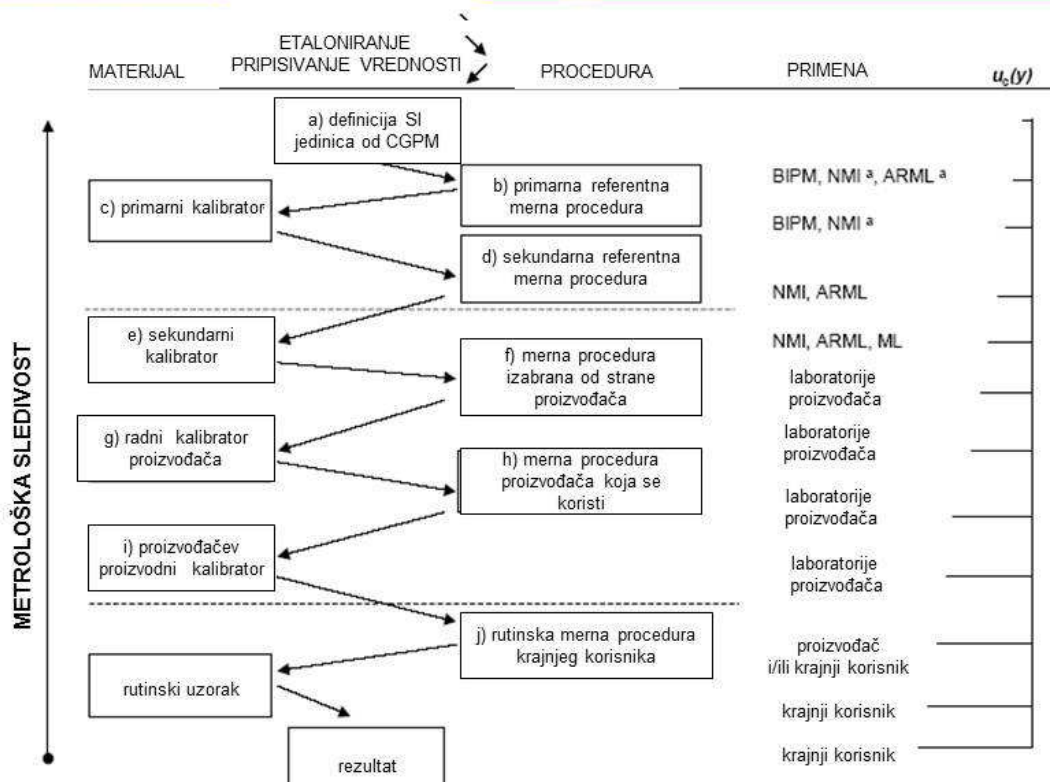 ETALONIRANJE
PRIPISIVANJE VREDNOSTI
MATERIJAL
PROCEDURA
PRIMENA
uc(y)
a) definicija SI
jedinica od CGPM
b) primarna referentna
merna procedura
BIPM, NMI a, ARML a
c) primarni kalibrator
BIPM, NMI a
d) sekundarna referentna
merna procedura
NMI, ARML
e) sekundarni
kalibrator
NMI, ARML, ML
f) merna procedura
izabrana od strane
proizvođača
laboratorije
proizvođača
g) radni kalibrator
proizvođača
laboratorije
proizvođača
h) merna procedura
proizvođača koja se
koristi
laboratorije
proizvođača
i) proizvođačev
proizvodni kalibrator
laboratorije
proizvođača
j) rutinska merna procedura
krajnjeg korisnika
proizvođač
i/ili krajnji korisnik
rutinski uzorak
krajnji korisnik
rezultat
krajnji korisnik
METROLOŠKA SLEDIVOST